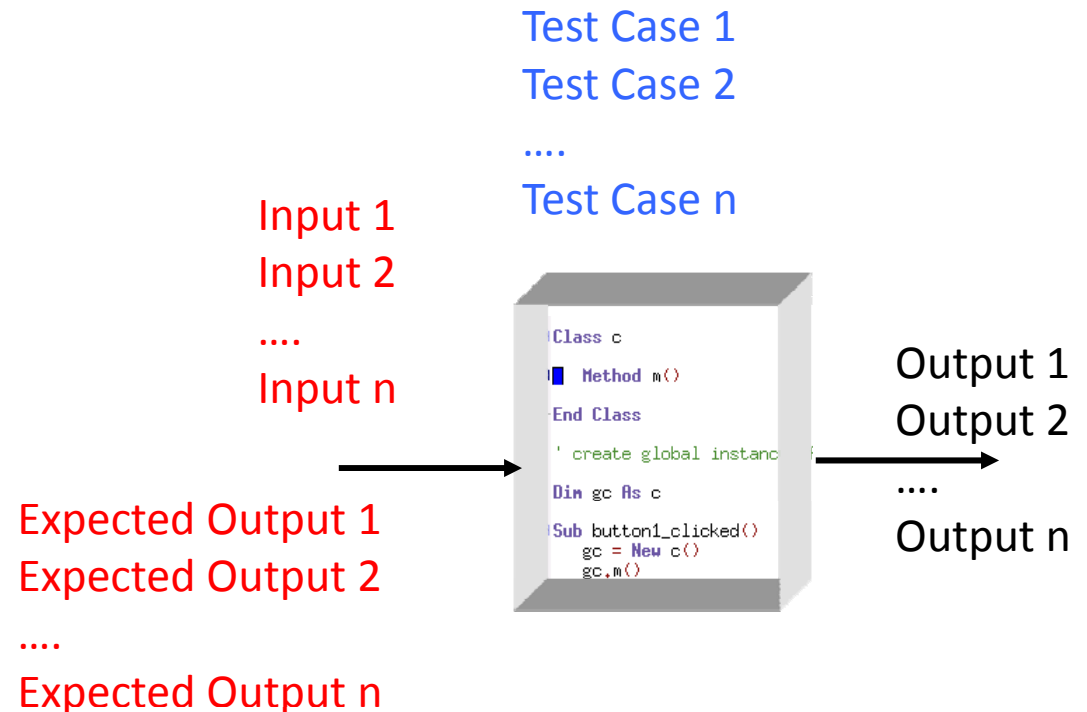 Test Case 1
Test Case 2
....
Test Case n
Input 1
Input 2
....
Input n
Class c
Method m()
End Class
' create global instanc
Dim gc As c
Sub button1_clicked()
gc = New c()
gc.m()
Output 1
Output 2
....
Output n
Expected Output 1
Expected Output 2
....
Expected Output n